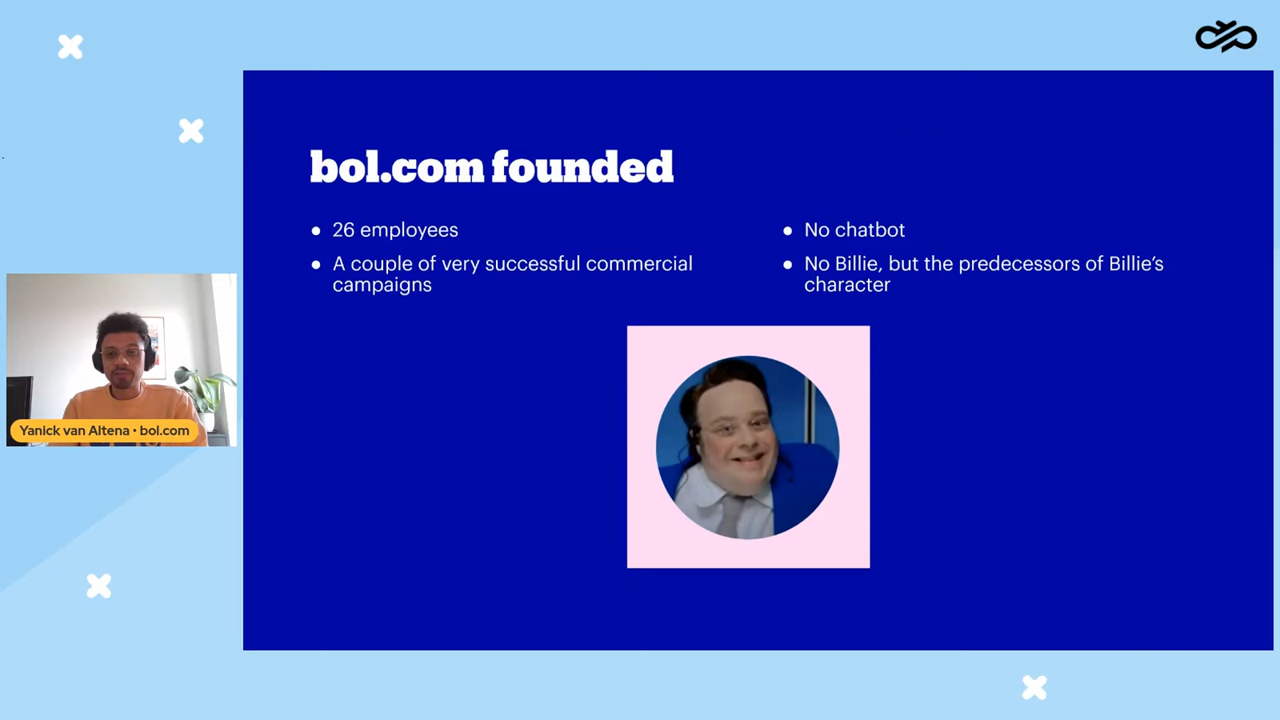 bol.com founded
26 employees
A couple of very successful commercial
campaigns
No chatbot
No Billie, but the predecessors of Billie's
character
Yanick van Altena • bol.com